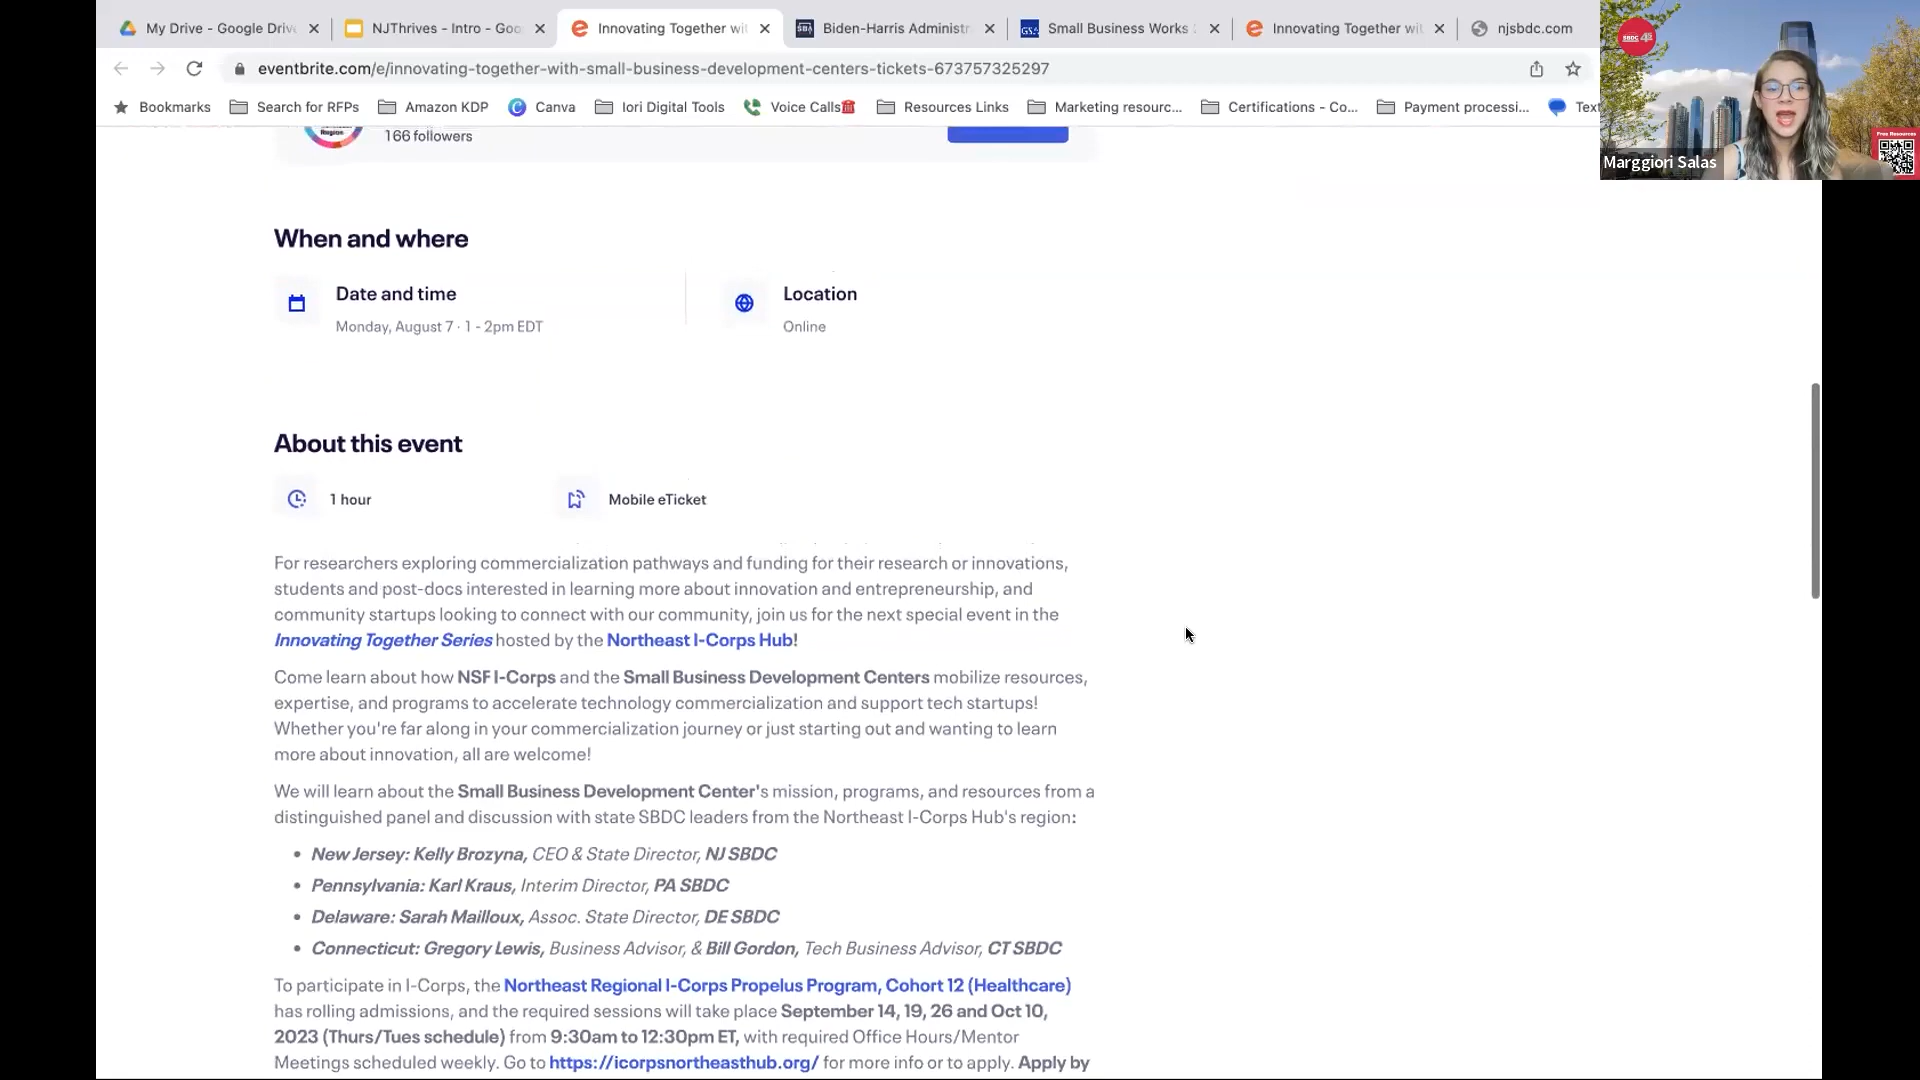 My Drive - Google Drive
NJThrives - Intro - Goo
Innovating Together wit
Biden-Harris Administr
Small Business Works
Innovating Together wit
njsbdc.com
eventbrite.com/e/innovating-together-with-small-business-development-centers-tickets-673757325297
Bookmarks
Search for RFPs
Amazon KDP
Canva
Iori Digital Tools
Voice Calls
Resources Links
Marketing resourc...
Certifications - Co...
Payment processi...
Text
SBDC 45
Free Resources
Marggiori Salas
166 followers
When and where
Date and time
Monday, August 7 · 1 - 2pm EDT
Location
Online
About this event
1 hour
Mobile eTicket
For researchers exploring commercialization pathways and funding for their research or innovations,
students and post-docs interested in learning more about innovation and entrepreneurship, and
community startups looking to connect with our community, join us for the next special event in the
Innovating Together Series hosted by the Northeast I-Corps Hub!
Come learn about how NSF I-Corps and the Small Business Development Centers mobilize resources,
expertise, and programs to accelerate technology commercialization and support tech startups!
Whether you're far along in your commercialization journey or just starting out and wanting to learn
more about innovation, all are welcome!
We will learn about the Small Business Development Center's mission, programs, and resources from a
distinguished panel and discussion with state SBDC leaders from the Northeast I-Corps Hub's region:
• New Jersey: Kelly Brozyna, CEO & State Director, NJ SBDC
• Pennsylvania: Karl Kraus, Interim Director, PA SBDC
• Delaware: Sarah Mailloux, Assoc. State Director, DE SBDC
• Connecticut: Gregory Lewis, Business Advisor, & Bill Gordon, Tech Business Advisor, CT SBDC
To participate in I-Corps, the Northeast Regional I-Corps Propelus Program, Cohort 12 (Healthcare)
has rolling admissions, and the required sessions will take place September 14, 19, 26 and Oct 10,
2023 (Thurs/Tues schedule) from 9:30am to 12:30pm ET, with required Office Hours/Mentor
Meetings scheduled weekly. Go to https://icorpsnortheasthub.org/ for more info or to apply. Apply by